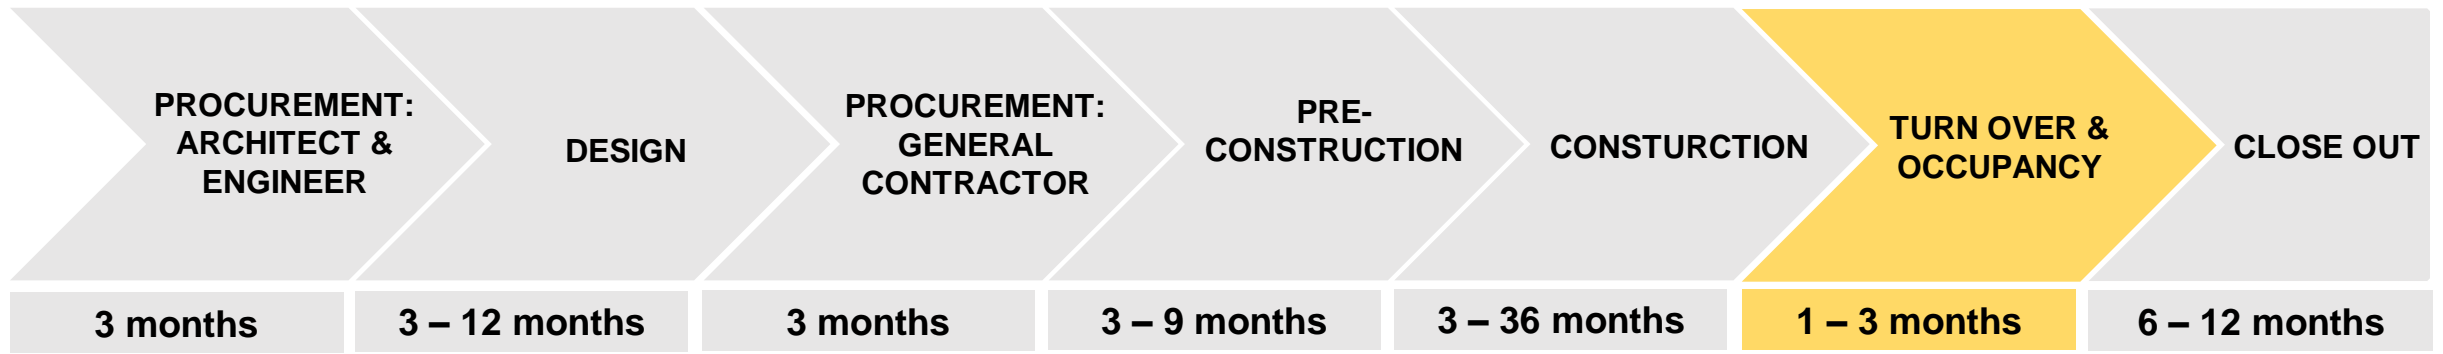 PROCUREMENT:
ARCHITECT &
ENGINEER
DESIGN
PROCUREMENT:
GENERAL
CONTRACTOR
PRE-
CONSTRUCTION
CONSTURCTION
TURN OVER &
OCCUPANCY
CLOSE OUT
3 months
3 – 12 months
3 months
3 – 9 months
3 – 36 months
1 – 3 months
6 – 12 months